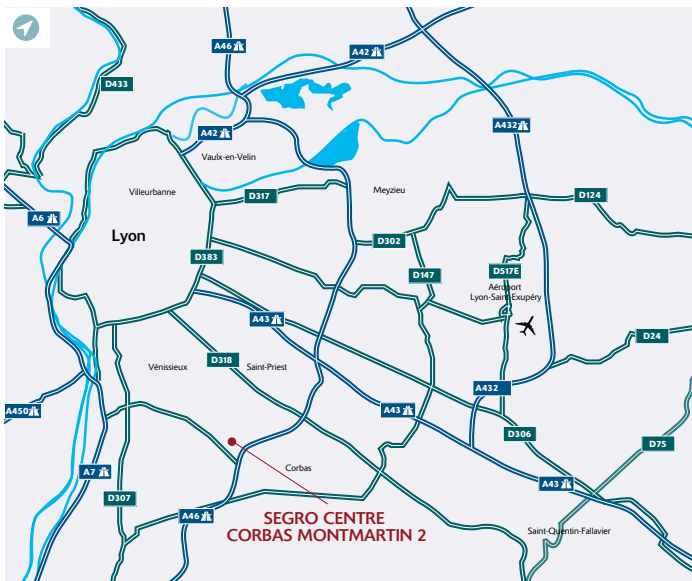 A46
A42
D433
A432
A42
Vaulx-en-Velin
Villeurbanne
D317
Meyzieu
D124
A6
Lyon
D302
D383
D147
D517E
Aéroport
Lyon-Saint-Exupéry
A43
D24
Vénissieux
D318
Saint-Priest
A432
A450
A43
D306
D75
A7
Corbas
D307
A43
A46
SEGRO CENTRE
CORBAS MONTMARTIN 2
Saint-Quentin-Fallavier